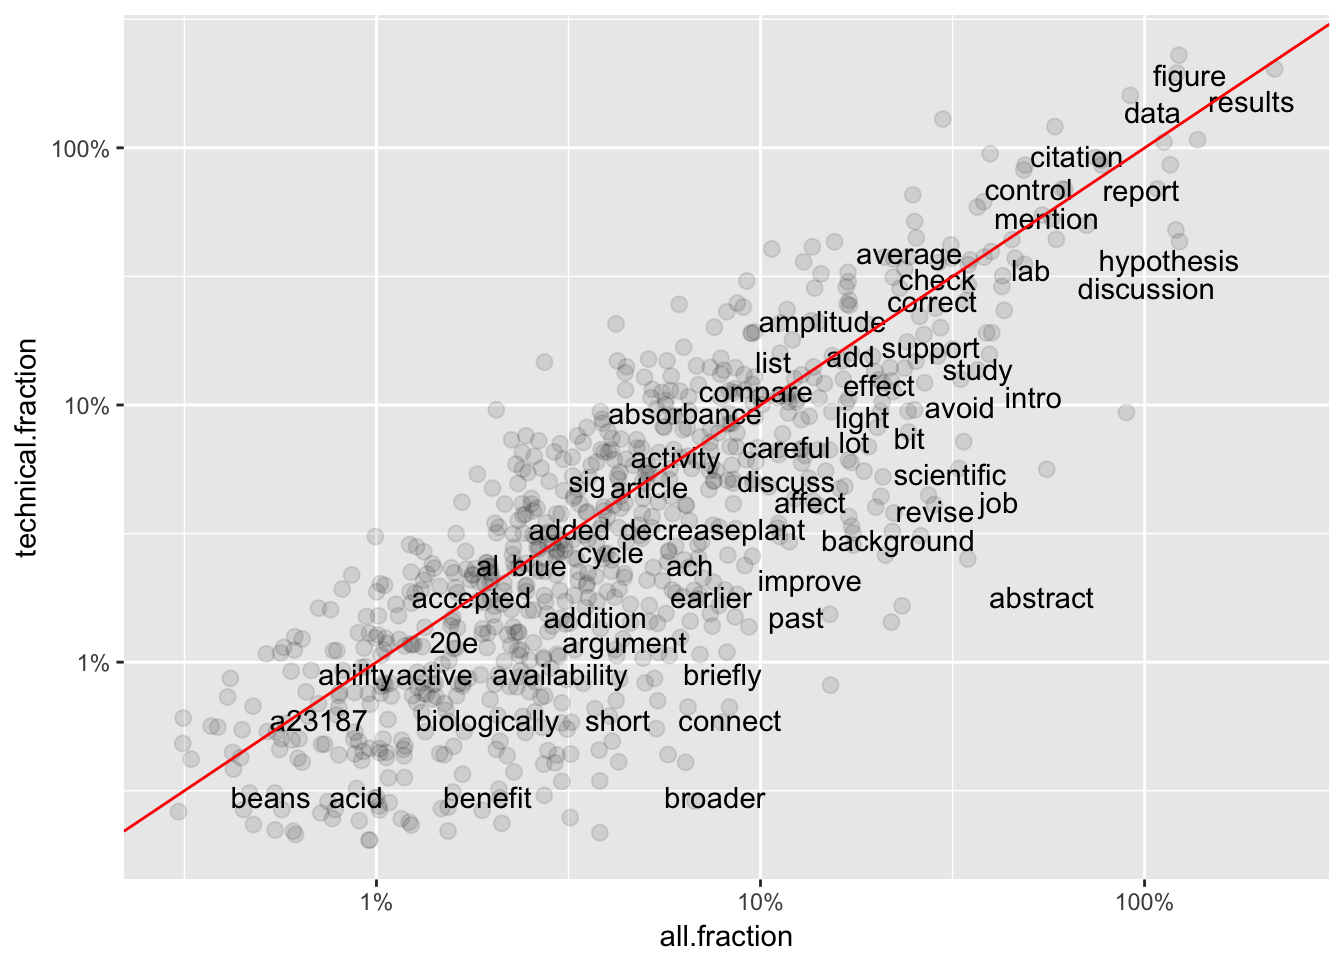 figure
results
data
100%
citation
control
report
mention
average
hypothesis
lab
check
discussion
correct
amplitude
support
list
add
study
effect
compare
intro
10%
avoid
absorbance
light
bit
lot
careful
activity
scientific
sig
discuss
article
affect
job
revise
added
decrease
plant
background
cycle
al
blue
ach
improve
accepted
earlier
abstract
addition
past
20e
argument
1%
ability
active
availability
briefly
a23187
biologically
short
connect
beans
acid
benefit
broader
technical.fraction
1%
10%
100%
all.fraction